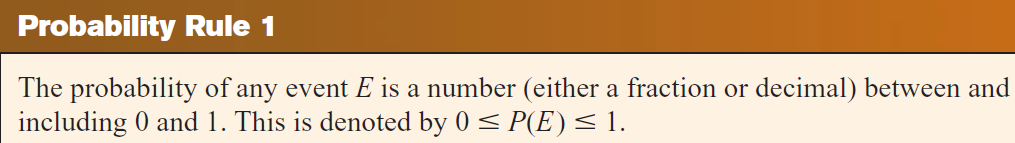 Probability Rule 1
The probability of any event E is a number (either a fraction or decimal) between and
including 0 and 1. This is denoted by 0 ≤ P(E) ≤ 1.